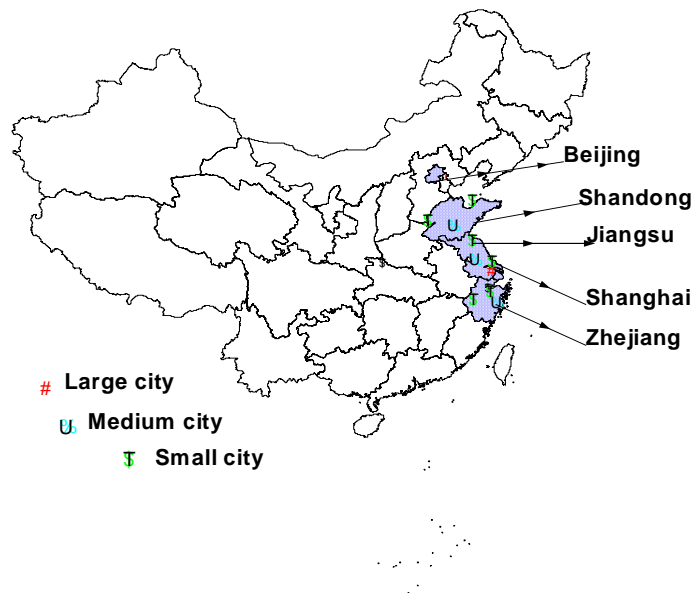 Beijing
Shandong
Jiangsu
Shanghai
Zhejiang
# Large city
U Medium city
T Small city